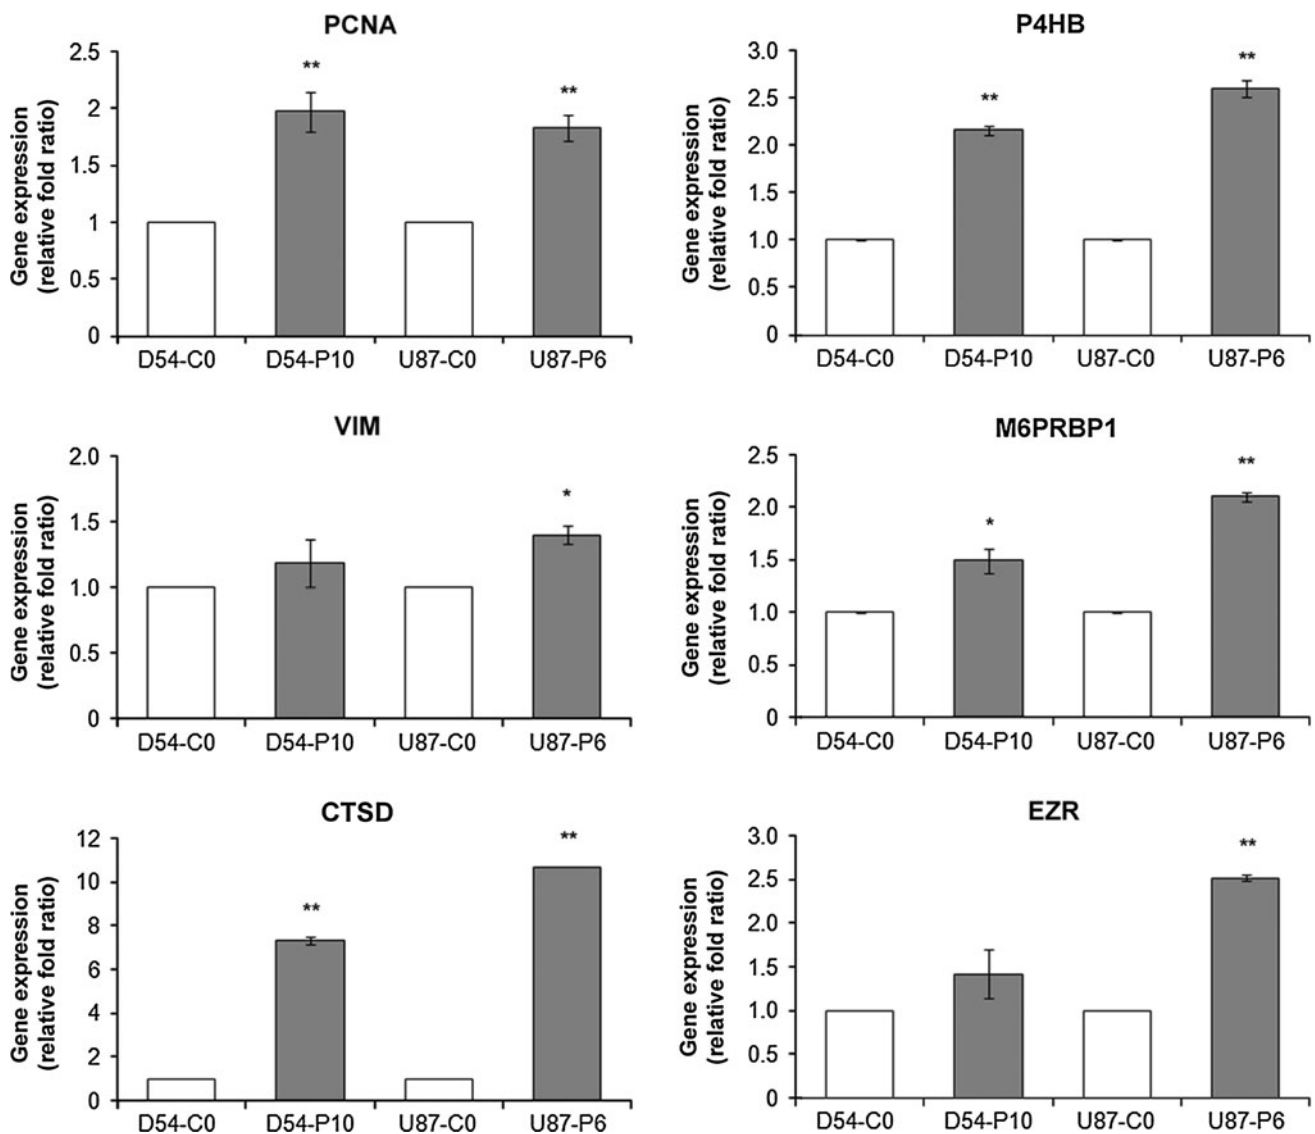 PCNA
Gene expression
(relative fold ratio)
2.5
2
1.5
1
0.5
0
**
**
D54-C0 D54-P10 U87-C0 U87-P6
P4HB
Gene expression
(relative fold ratio)
3.0
2.5
2.0
1.5
1.0
0.5
0
**
**
D54-C0 D54-P10 U87-C0 U87-P6
VIM
Gene expression
(relative fold ratio)
2.0
1.5
1.0
0.5
0
*
D54-C0 D54-P10 U87-C0 U87-P6
M6PRBP1
Gene expression
(relative fold ratio)
2.5
2.0
1.5
1.0
0.5
0
*
**
D54-C0 D54-P10 U87-C0 U87-P6
CTSD
Gene expression
(relative fold ratio)
12
10
8
6
4
2
0
**
**
D54-C0 D54-P10 U87-C0 U87-P6
EZR
Gene expression
(relative fold ratio)
3.0
2.5
2.0
1.5
1.0
0.5
0
**
D54-C0 D54-P10 U87-C0 U87-P6